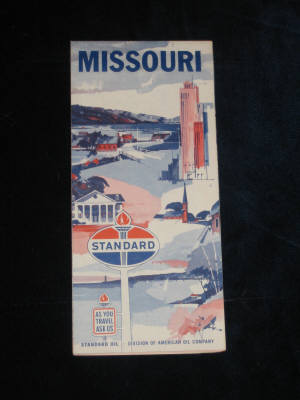 MISSOURI
STANDARD
AS YOU
TRAVEL
ASK US
STANDARD OIL DIVISION OF AMERICAN OIL COMPANY